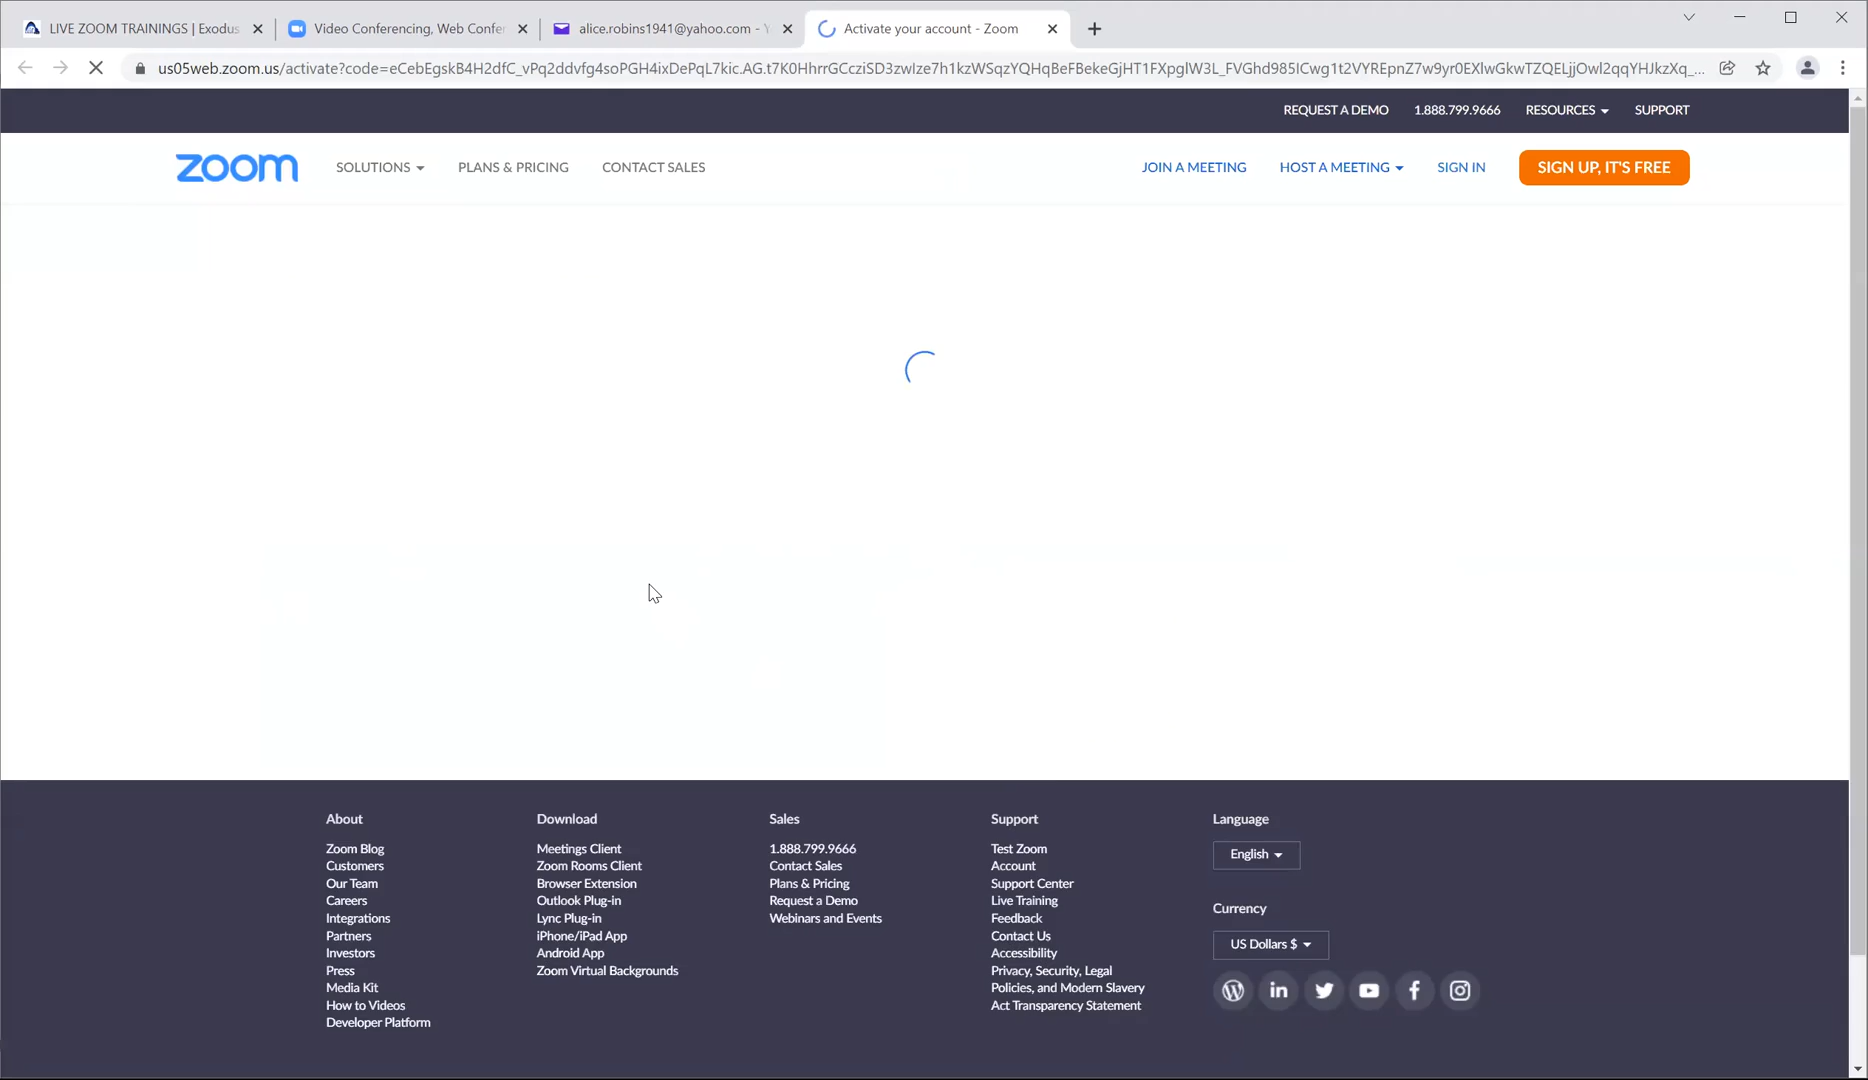 LIVE ZOOM TRAININGS | Exodus
Video Conferencing, Web Confer
alice.robins1941@yahoo.com - Y
Activate your account - Zoom
us05web.zoom.us/activate?code=eCebEgskB4H2dfC_vPq2ddvfg4soPGH4ixDePqL7kic.AG.t7K0HhrrGCcziSD3zwIze7h1kzWSqzYQHqBeFBekeGjHT1FXpglW3L_FVGhd985ICwg1t2VYREpnZ7w9yr0EXlwGkwTZQELjjOwl2qqYHJkzXq_...
REQUEST A DEMO 1.888.799.9666 RESOURCES SUPPORT
zoom SOLUTIONS PLANS & PRICING CONTACT SALES JOIN A MEETING HOST A MEETING SIGN IN SIGN UP, IT'S FREE
About
Zoom Blog
Customers
Our Team
Careers
Integrations
Partners
Investors
Press
Media Kit
How to Videos
Developer Platform
Download
Meetings Client
Zoom Rooms Client
Browser Extension
Outlook Plug-in
Lync Plug-in
iPhone/iPad App
Android App
Zoom Virtual Backgrounds
Sales
1.888.799.9666
Contact Sales
Plans & Pricing
Request a Demo
Webinars and Events
Support
Test Zoom
Account
Support Center
Live Training
Feedback
Contact Us
Accessibility
Privacy, Security, Legal
Policies, and Modern Slavery
Act Transparency Statement
Language
English
Currency
US Dollars $